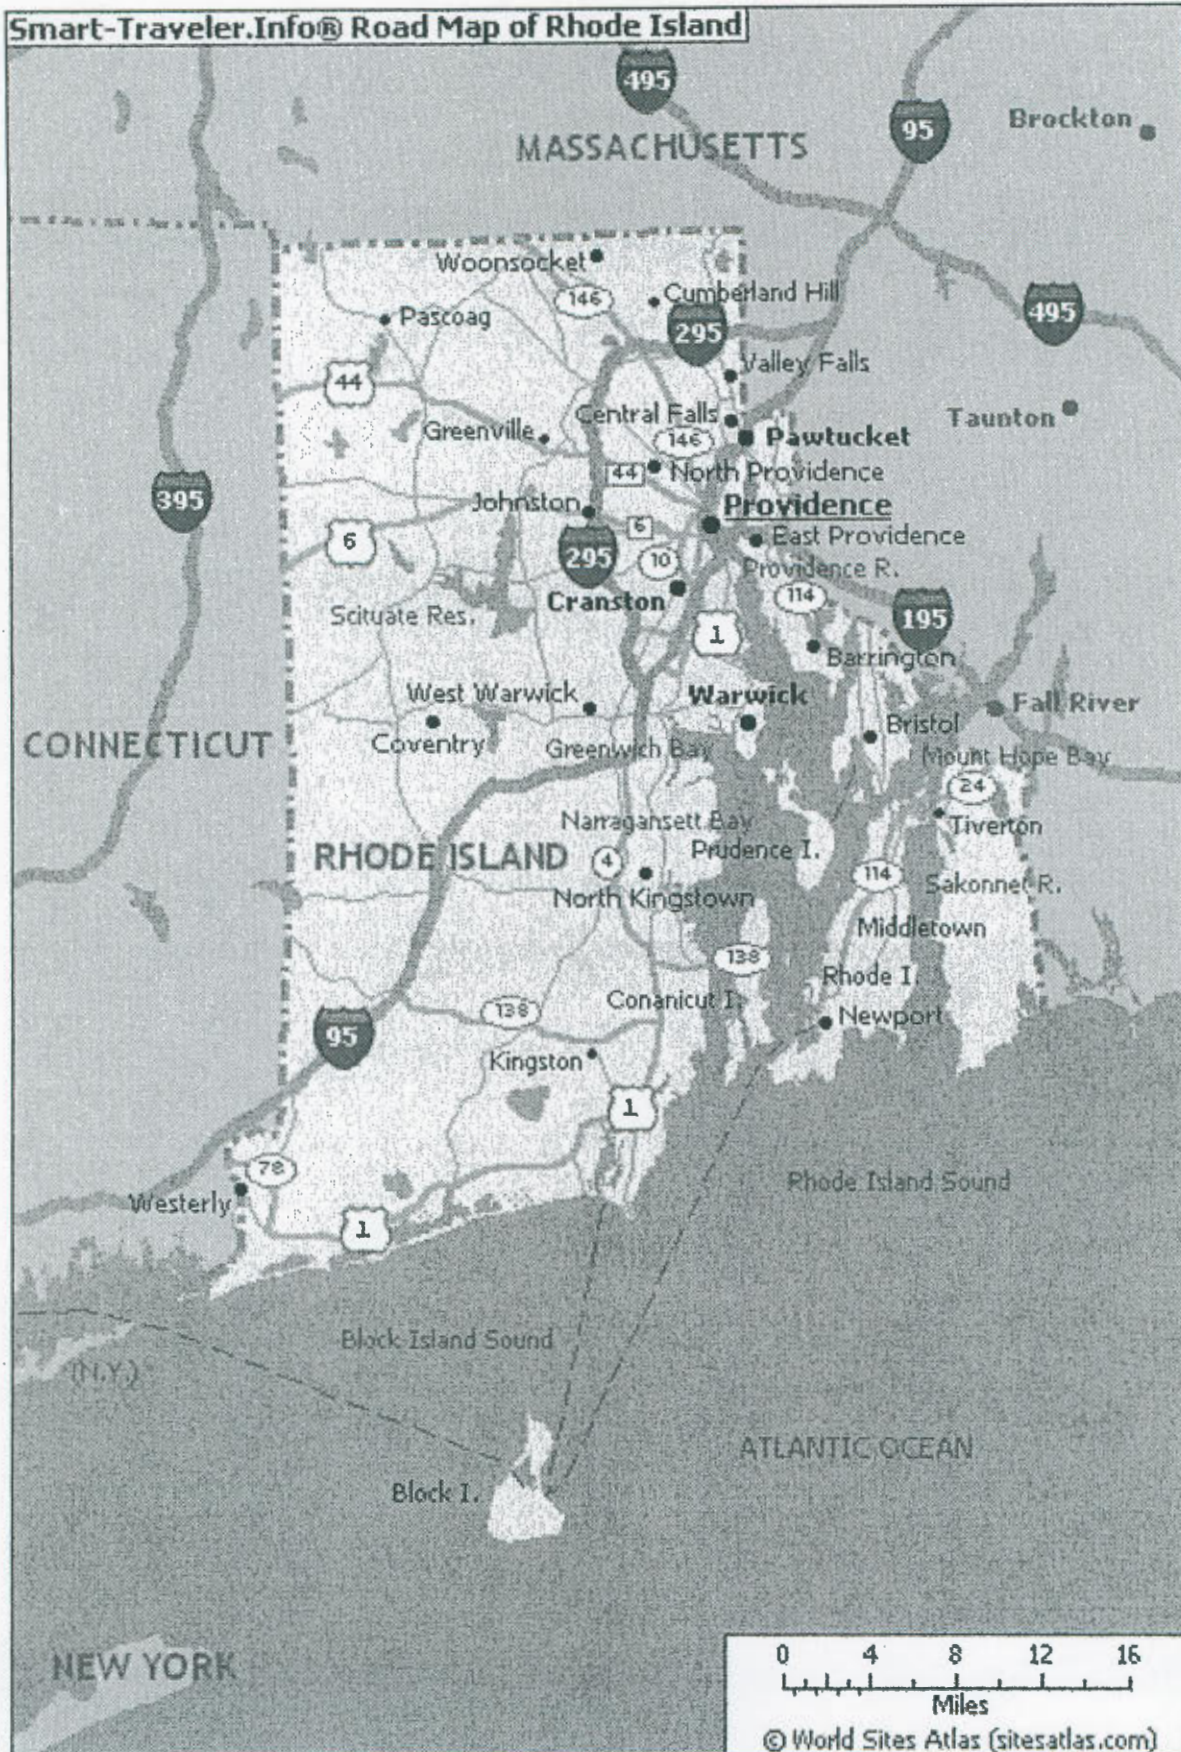 Smart-Traveler.Info® Road Map of Rhode Island
495
95
Brockton
MASSACHUSETTS
Woonsocket
146
Cumberland Hill
Pascoag
295
495
Valley Falls
44
Central Falls
Taunton
Greenville
146
Pawtucket
44
North Providence
395
Johnston
Providence
6
6
East Providence
295
10
Providence R.
Cranston
114
Scituate Res.
195
1
Barrington
West Warwick
Warwick
Fall River
Coventry
Bristol
CONNECTICUT
Greenwich Bay
Mount Hope Bay
24
Narragansett Bay
Tiverton
RHODE ISLAND
4
Prudence I.
114
Sakonnet R.
North Kingstown
Middletown
138
Rhode I.
Conanicut I.
138
Newport
95
Kingston
1
78
Rhode Island Sound
Westerly
1
Block Island Sound
(N.Y.)
ATLANTIC OCEAN
Block I.
NEW YORK
0 4 8 12 16
Miles
© World Sites Atlas (sitesatlas.com)